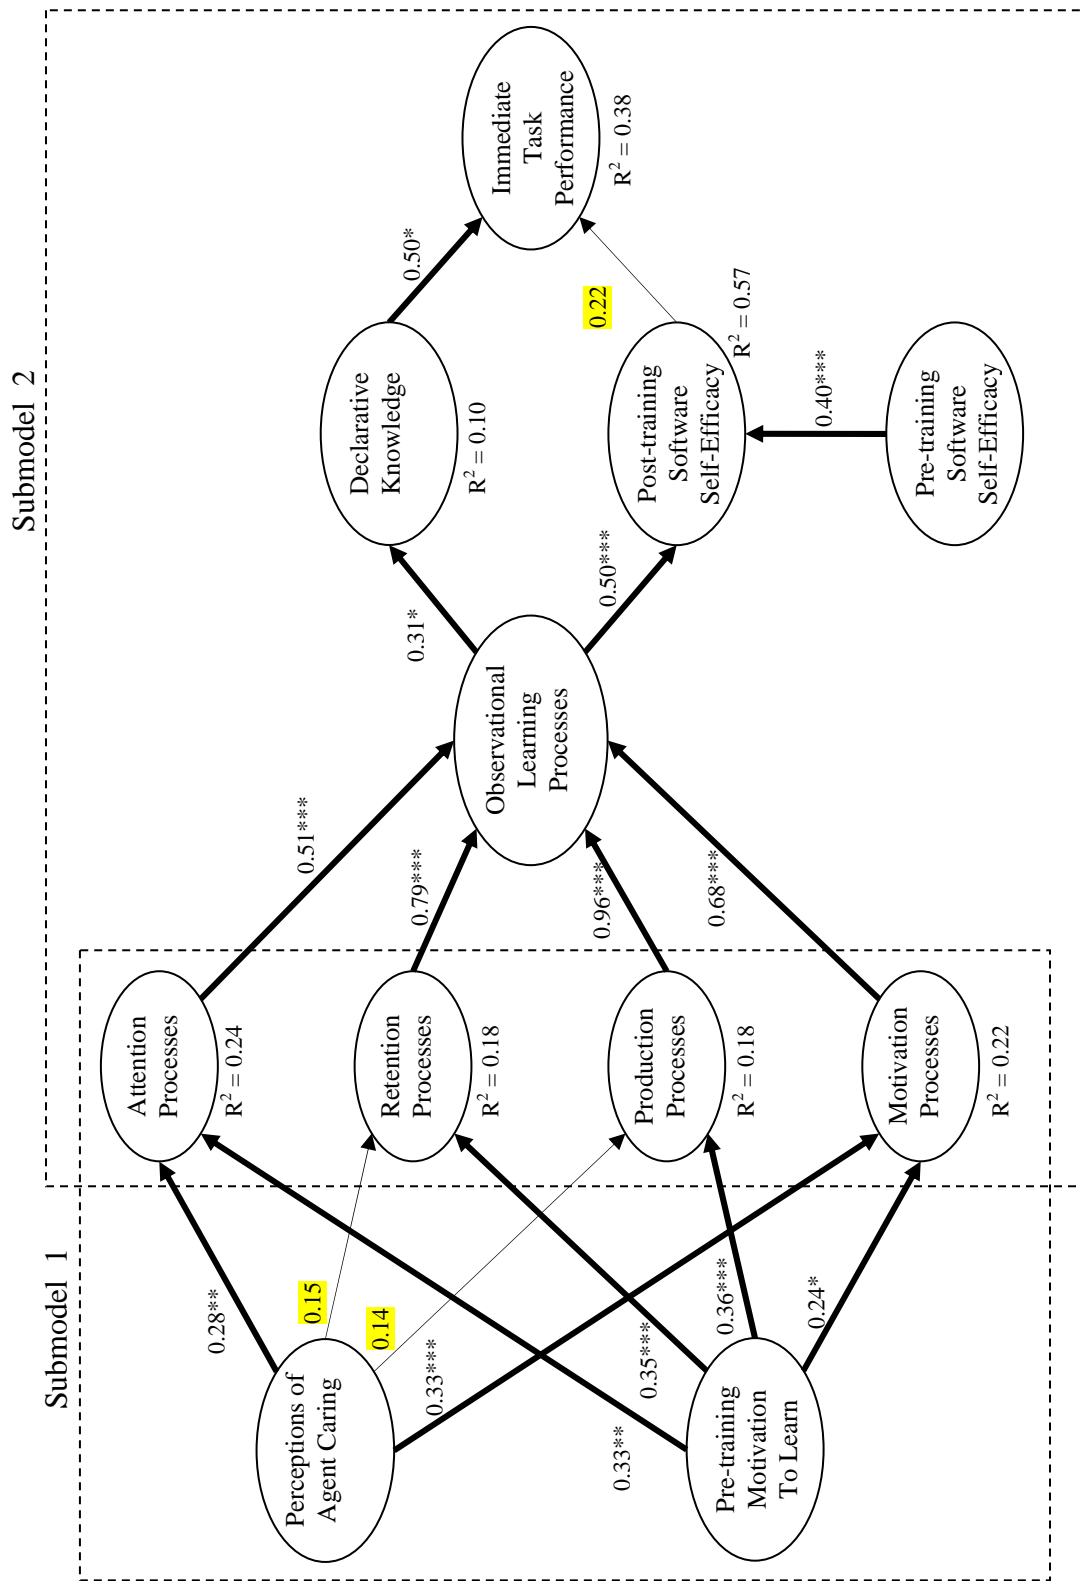 Submodel 1
Submodel 2
Perceptions of
Agent Caring
Pre-training
Motivation
To Learn
0.28**
0.15
0.14
0.33***
0.33**
0.35***
0.36***
0.24*
Attention
Processes
R² = 0.24
Retention
Processes
R² = 0.18
Production
Processes
R² = 0.18
Motivation
Processes
R² = 0.22
0.51***
0.79***
0.96***
0.68***
Observational
Learning
Processes
0.31*
0.50***
Declarative
Knowledge
R² = 0.10
Post-training
Software
Self-Efficacy
R² = 0.57
0.40***
Pre-training
Software
Self-Efficacy
0.50*
0.22
Immediate
Task
Performance
R² = 0.38